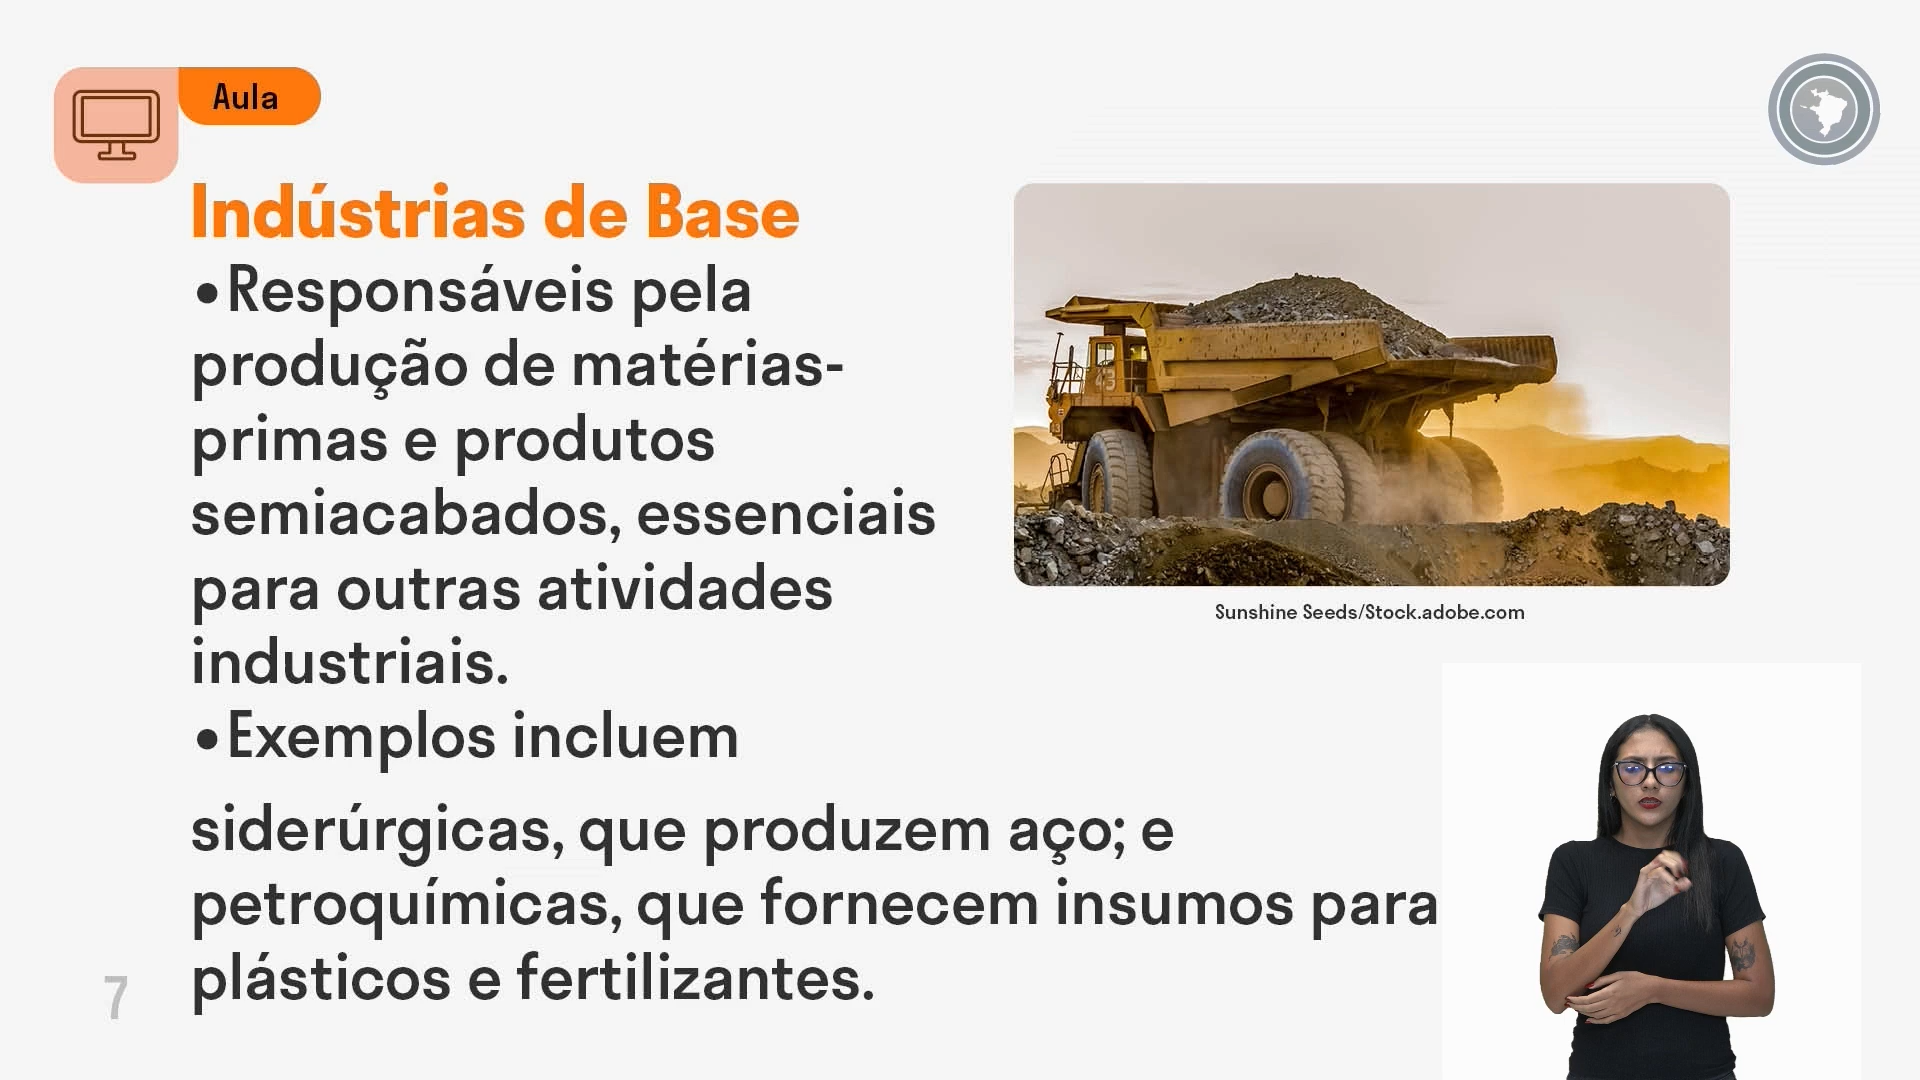 Aula
Indústrias de Base
•Responsáveis pela
produção de matérias-
primas e produtos
semiacabados, essenciais
para outras atividades
industriais.
•Exemplos incluem
siderúrgicas, que produzem aço; e
petroquímicas, que fornecem insumos para
plásticos e fertilizantes.
43
Sunshine Seeds/Stock.adobe.com
7